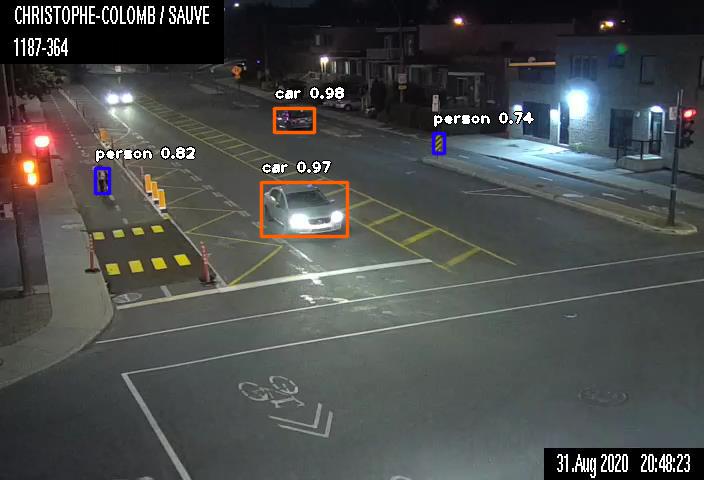 CHRISTOPHE-COLOMB / SAUVE
1187-364
car 0.98
person 0.74
person 0.82
car 0.97
31.Aug 2020 20:48:23